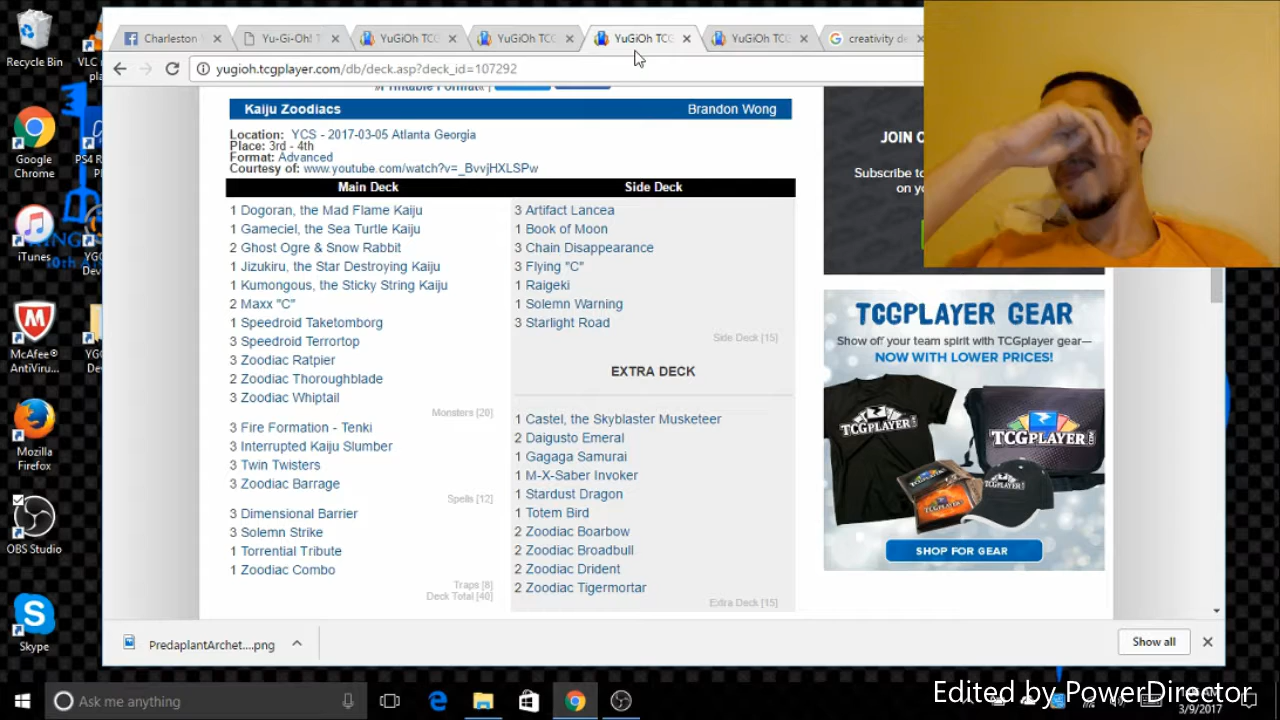 Recycle Bin
VLC
Google Chrome
PS4 R
iTunes
10th
McAfee® AntiViru...
Mozilla Firefox
OBS Studio
Skype
Charleston
Yu-Gi-Oh!
YuGiOh TCG
YuGiOh TCG
YuGiOh TCG
YuGiOh TCG
creativity de
yugioh.tcgplayer.com/db/deck.asp?deck_id=107292
Kaiju Zoodiacs Brandon Wong
Location: YCS - 2017-03-05 Atlanta Georgia
Place: 3rd - 4th
Format: Advanced
Courtesy of: www.youtube.com/watch?v=_BvvjHXLSPw
Main Deck
1 Dogoran, the Mad Flame Kaiju
1 Gameciel, the Sea Turtle Kaiju
2 Ghost Ogre & Snow Rabbit
1 Jizukiru, the Star Destroying Kaiju
1 Kumongous, the Sticky String Kaiju
2 Maxx "C"
1 Speedroid Taketomborg
3 Speedroid Terrortop
3 Zoodiac Ratpier
2 Zoodiac Thoroughblade
3 Zoodiac Whiptail
Monsters [20]
3 Fire Formation - Tenki
3 Interrupted Kaiju Slumber
3 Twin Twisters
3 Zoodiac Barrage
Spells [12]
3 Dimensional Barrier
3 Solemn Strike
1 Torrential Tribute
1 Zoodiac Combo
Traps [8]
Deck Total [40]
Side Deck
3 Artifact Lancea
1 Book of Moon
3 Chain Disappearance
3 Flying "C"
1 Raigeki
1 Solemn Warning
3 Starlight Road
Side Deck [15]
EXTRA DECK
1 Castel, the Skyblaster Musketeer
2 Daigusto Emeral
1 Gagaga Samurai
1 M-X-Saber Invoker
1 Stardust Dragon
1 Totem Bird
2 Zoodiac Boarbow
2 Zoodiac Broadbull
2 Zoodiac Drident
2 Zoodiac Tigermortar
Extra Deck [15]
JOIN
Subscribe to
on y
TCGPLAYER GEAR
Show off your team spirit with TCGplayer gear—
NOW WITH LOWER PRICES!
TCGPLAYER
TCGPLAYER
SHOP FOR GEAR
PredaplantArchet....png
Show all
Ask me anything
Edited by PowerDirector
3/9/2017